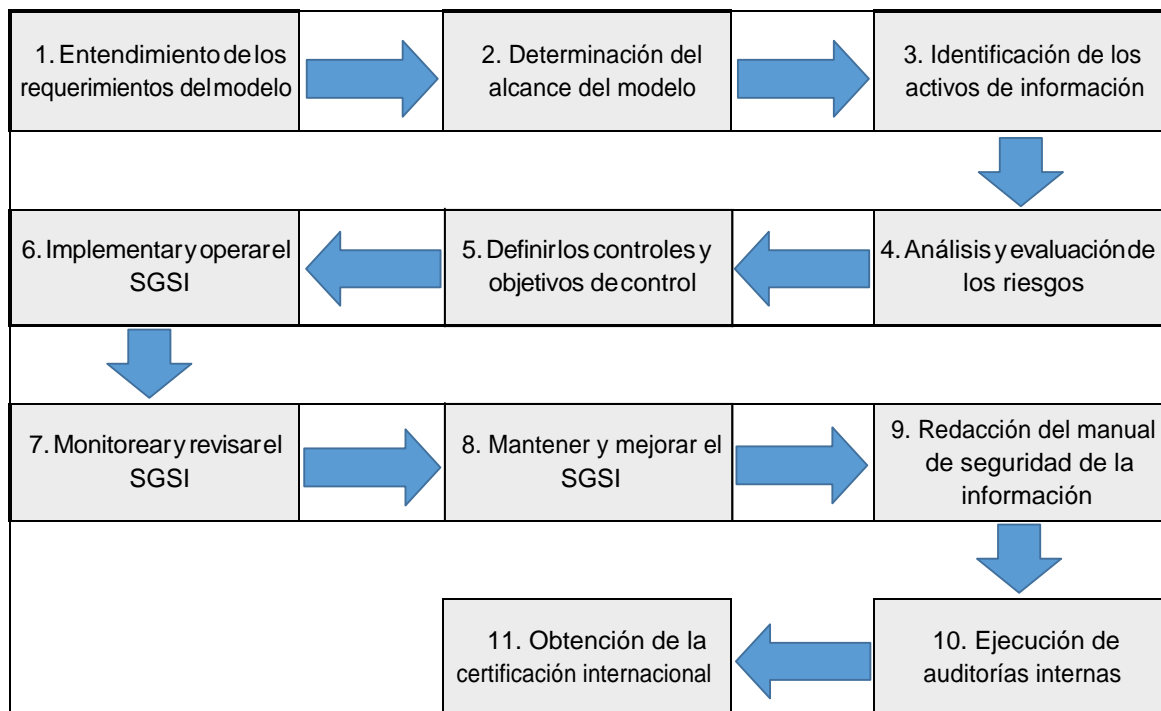 1. Entendimiento de los
requerimientos del modelo
2. Determinación del
alcance del modelo
3. Identificación de los
activos de información
6. Implementar y operar el
SGSI
5. Definir los controles y
objetivos de control
4. Análisis y evaluación de
los riesgos
7. Monitorear y revisar el
SGSI
8. Mantener y mejorar el
SGSI
9. Redacción del manual
de seguridad de la
información
11. Obtención de la
certificación internacional
10. Ejecución de
auditorías internas